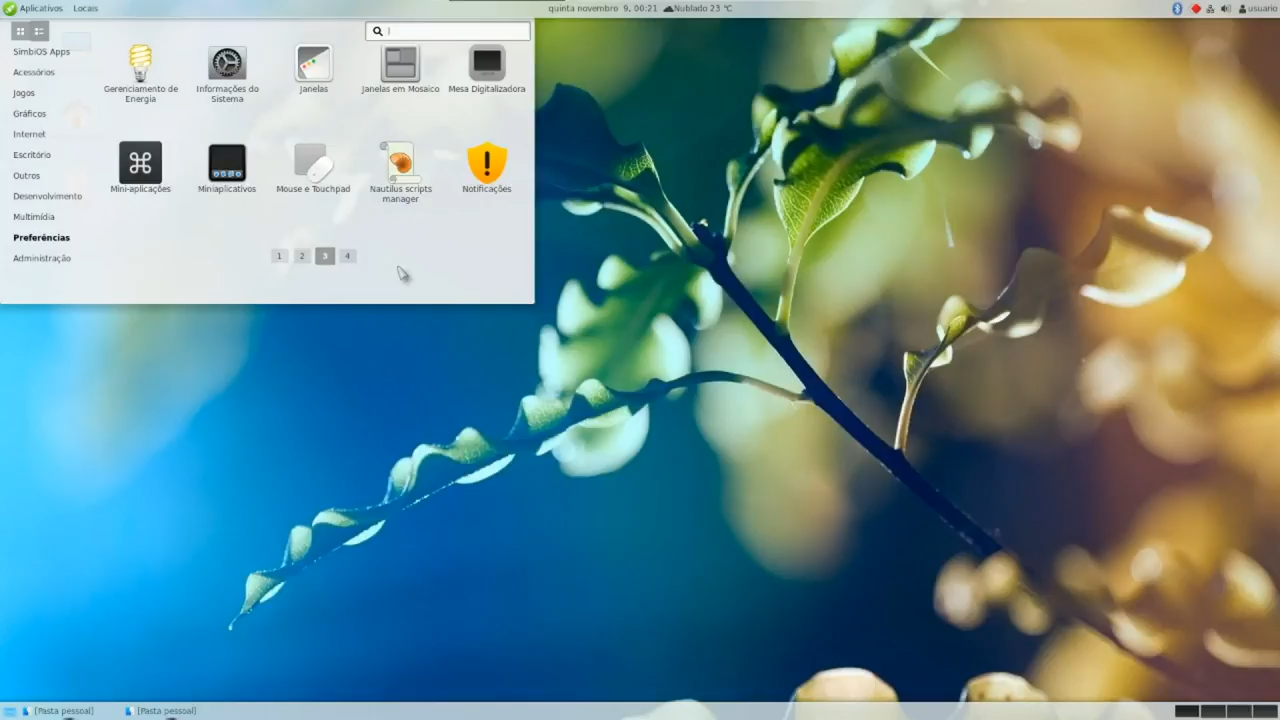 Aplicativos Locais quinta novembro 9, 00:21 Nublado 23 ℃ usuario
SimbiOS Apps
Acessórios
Jogos
Gráficos
Internet
Escritório
Outros
Desenvolvimento
Multimídia
Preferências
Administração
Gerenciamento de
Energia
Informações do
Sistema
Janelas
Janelas em Mosaico
Mesa Digitalizadora
Mini-aplicações
Miniaplicativos
Mouse e Touchpad
Nautilus scripts
manager
Notificações
1 2 3 4
[Pasta pessoal] [Pasta pessoal]